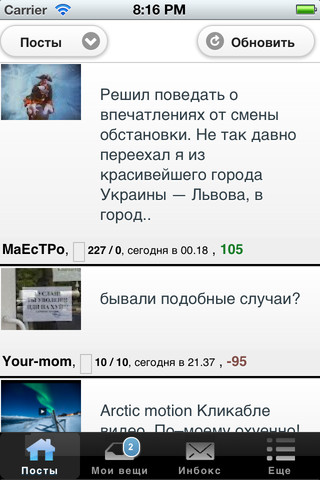 Carrier 8:16 PM
Посты Обновить
Решил поведать о
впечатлениях от смены
обстановки. Не так давно
переехал я из
красивейшего города
Украины — Львова, в
город..
MaEcTPo, 227 / 0, сегодня в 00.18 , 105
бывали подобные случаи?
Your-mom, 10 / 10, сегодня в 21.37 , -95
Arctic motion Кликабле
видео. По-моему охуенно!
2
Посты Мои вещи Инбокс Еще